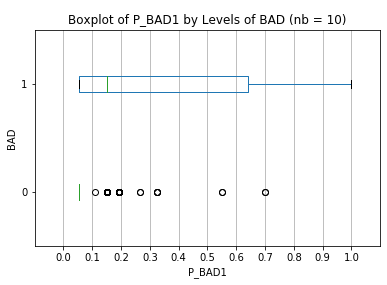 Boxplot of P_BAD1 by Levels of BAD (nb = 10)
1
BAD
0
0.0 0.1 0.2 0.3 0.4 0.5 0.6 0.7 0.8 0.9 1.0
P_BAD1